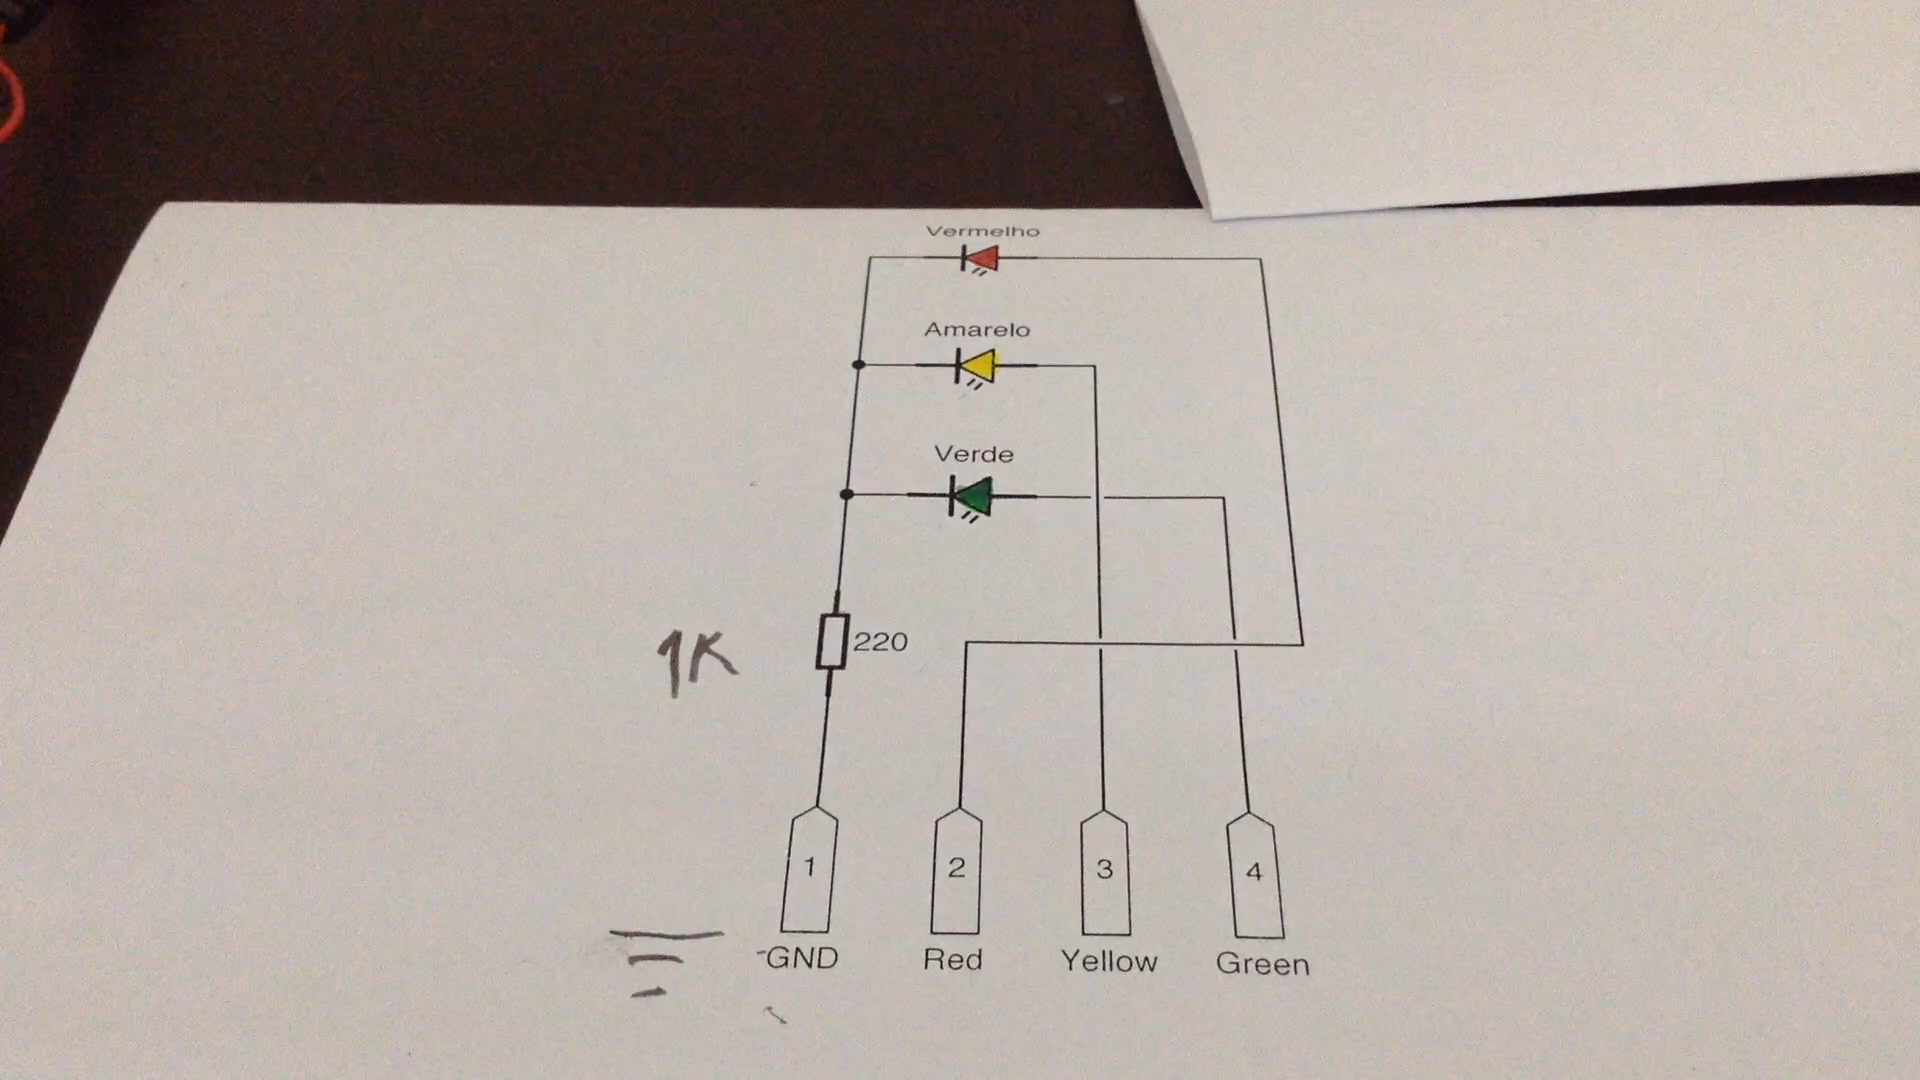 Vermelho
Amarelo
Verde
1K
220
1
2
3
4
-GND
Red
Yellow
Green